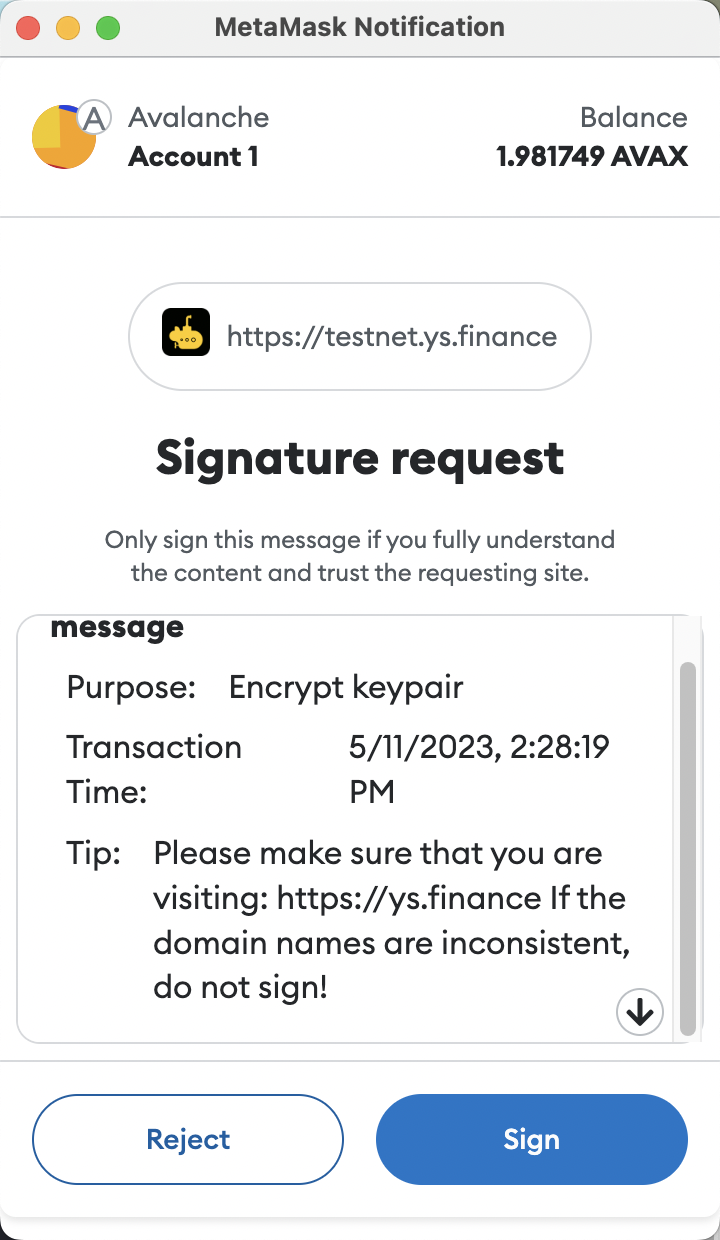 MetaMask Notification
A
Avalanche
Balance
Account 1
1.981749 AVAX
https://testnet.ys.finance
Signature request
Only sign this message if you fully understand
the content and trust the requesting site.
message
Purpose: Encrypt keypair
Transaction 5/11/2023, 2:28:19
Time: PM
Tip: Please make sure that you are
visiting: https://ys.finance If the
domain names are inconsistent,
do not sign!
Reject
Sign